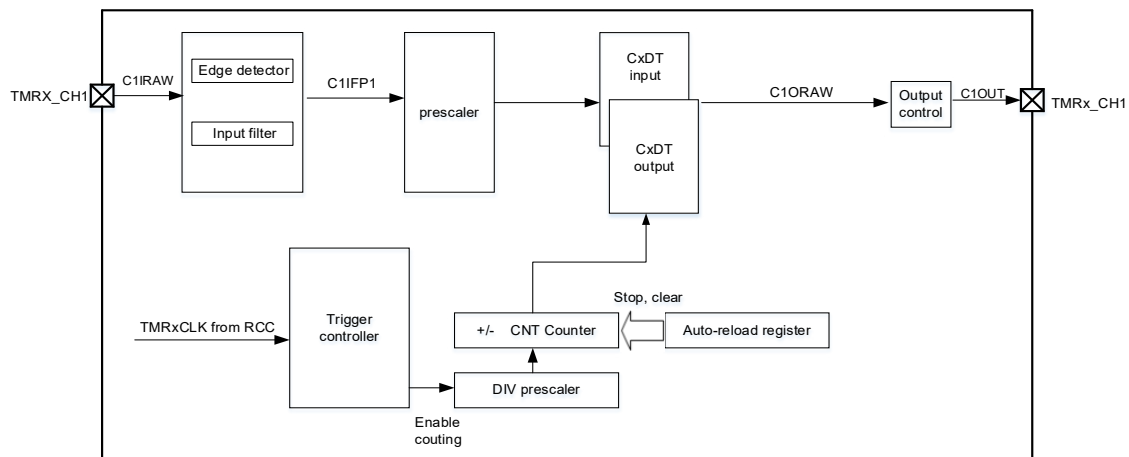 TMRX_CH1
C1IRAW
Edge detector
Input filter
C1IFP1
prescaler
CxDT
input
CxDT
output
C1ORAW
Output
control
C1OUT
TMRx_CH1
TMRxCLK from RCC
Trigger
controller
Enable
couting
+/- CNT Counter
DIV prescaler
Stop, clear
Auto-reload register